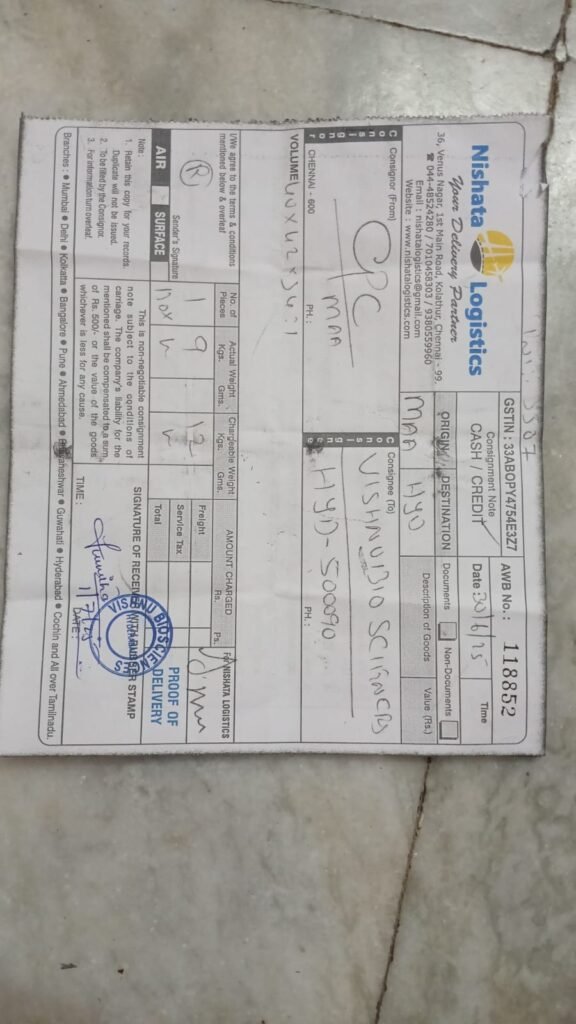 Nishata Logistics
Your Delivery Partner
36, Venus Nagar, 1st Main Road, Kolathur, Chennai - 99.
☎ 044-48524280 / 7010458303 / 9380559960
Email : nishatalogistics@gmail.com
Website : www.nishatalogistics.com
GSTIN : 33ABOPY4754E3Z7
Consignment Note
CASH / CREDIT
AWB No.: 118852
Date 30/6/25 Time
ORIGIN DESTINATION
MAA HYD
Documents Non-Documents
Description of Goods Value (Rs.)
Consignor
Consignor (From)
CPC
MAA
CHENNAI - 600 PH.:
Consignee
Consignee (To)
VISHNU BIO SCIENCES
HYD-500090
PH.:
VOLUME 40 x 42 x 34
I/We agree to the terms & conditions
mentioned below & overleaf
Sender's Signature
AIR SURFACE
No. of Pieces
1
box
Actual Weight
Kgs. Gms.
9
Chargeable Weight
Kgs. Gms.
12
AMOUNT CHARGED
Rs. Ps.
Freight
Service Tax
Total
For NISHATA LOGISTICS
PROOF OF DELIVERY
Note:
1. Retain this copy for your records
Duplicate will not be issued.
2. To be filled by the Consignor.
3. For information turn overleaf.
This is non-negotiable consignment
note subject to the conditions of
carriage. The company's liability for the
mentioned shall be compensated to a sum
of Rs. 500/- or the value of the goods
whichever is less for any cause.
SIGNATURE OF RECEIVER WITH RUBBER STAMP
VISHNU BIOSCIENCES
TIME : DATE :
Branches : ● Mumbai ● Delhi ● Kolkatta ● Bangalore ● Pune ● Ahmedabad ● Bhubaneshwar ● Guwahati ● Hyderabad ● Cochin and All over Tamilnadu.